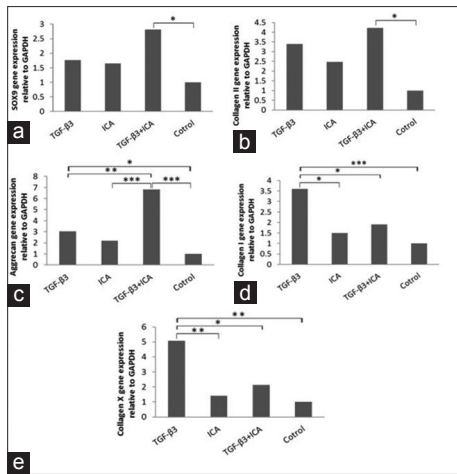 SOX9 gene expression
relative to GAPDH
3
2.5
2
1.5
1
0.5
0
*
TGF-β3
ICA
TGF-β3+ICA
Cotrol
a
Collagen II gene expression
relative to GAPDH
4.5
4
3.5
3
2.5
2
1.5
1
0.5
0
*
TGF-β3
ICA
TGF-β3+ICA
Cotrol
b
Aggrecan gene expression
relative to GAPDH
8
7
6
5
4
3
2
1
0
*
**
***
***
TGF-β3
ICA
TGF-β3+ICA
Cotrol
c
Collagen I gene expression
relative to GAPDH
4
3.5
3
2.5
2
1.5
1
0.5
0
***
*
*
TGF-β3
ICA
TGF-β3+ICA
Cotrol
d
Collagen X gene expression
relative to GAPDH
6
5
4
3
2
1
0
**
*
**
TGF-β3
ICA
TGF-β3+ICA
Cotrol
e